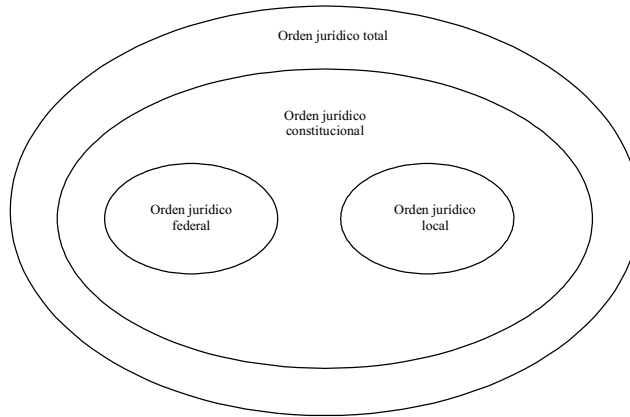 Orden jurídico total
Orden jurídico
constitucional
Orden jurídico
federal
Orden jurídico
local